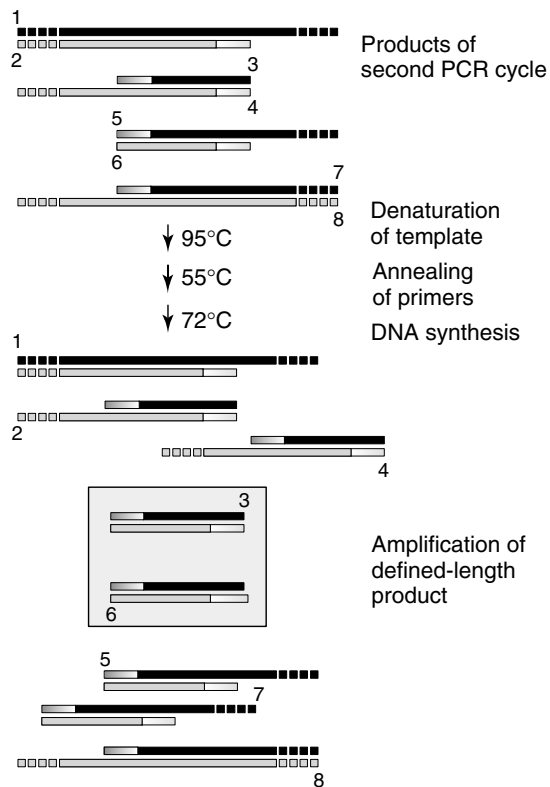 1
2
3
4
Products of
second PCR cycle
5
6
7
8
Denaturation
of template
95°C
55°C
Annealing
of primers
72°C
DNA synthesis
1
2
4
3
6
Amplification of
defined-length
product
5
7
8